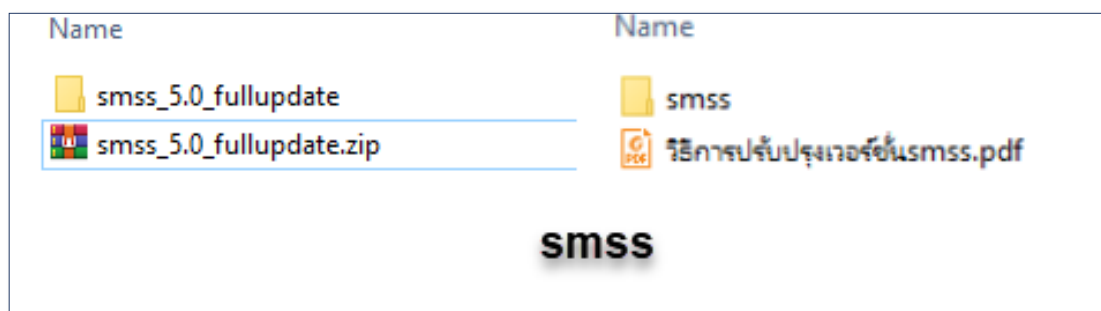 Name
smss_5.0_fullupdate
smss_5.0_fullupdate.zip
Name
smss
วิธีการปรับปรุงเวอร์ชั่นsmss.pdf
smss